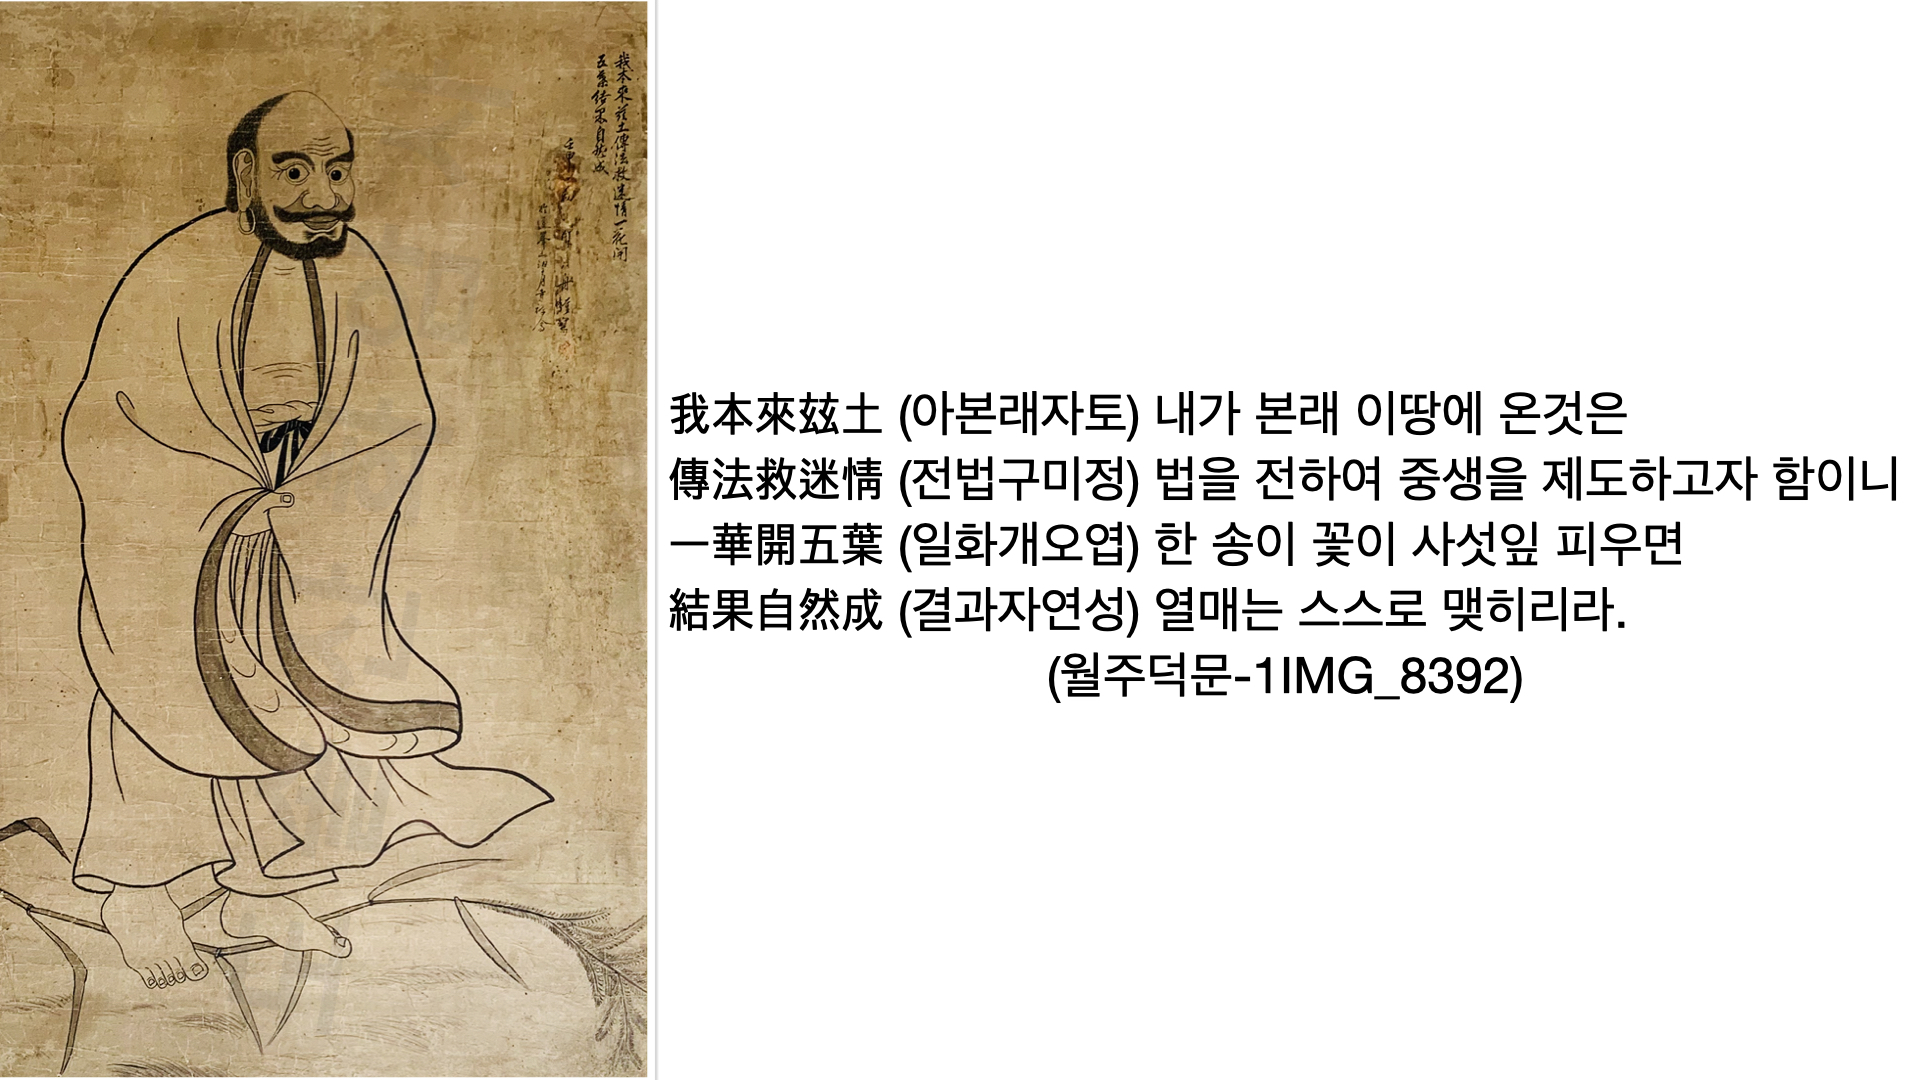 我本來茲土傳法救迷情一花開
五葉結果自然成
我本來玆土 (아본래자토) 내가 본래 이땅에 온것은
傳法救迷情 (전법구미정) 법을 전하여 중생을 제도하고자 함이니
一華開五葉 (일화개오엽) 한 송이 꽃이 사섯잎 피우면
結果自然成 (결과자연성) 열매는 스스로 맺히리라.
(월주덕문-1IMG_8392)